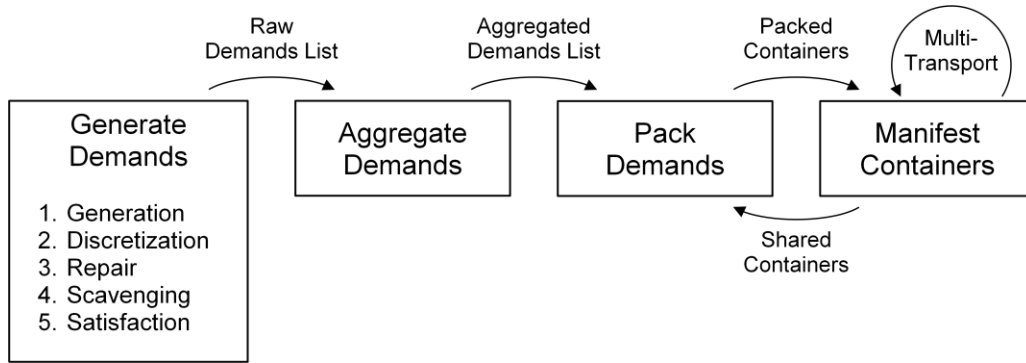 Raw
Demands List
Aggregated
Demands List
Packed
Containers
Multi-
Transport
Generate
Demands
1. Generation
2. Discretization
3. Repair
4. Scavenging
5. Satisfaction
Aggregate
Demands
Pack
Demands
Manifest
Containers
Shared
Containers